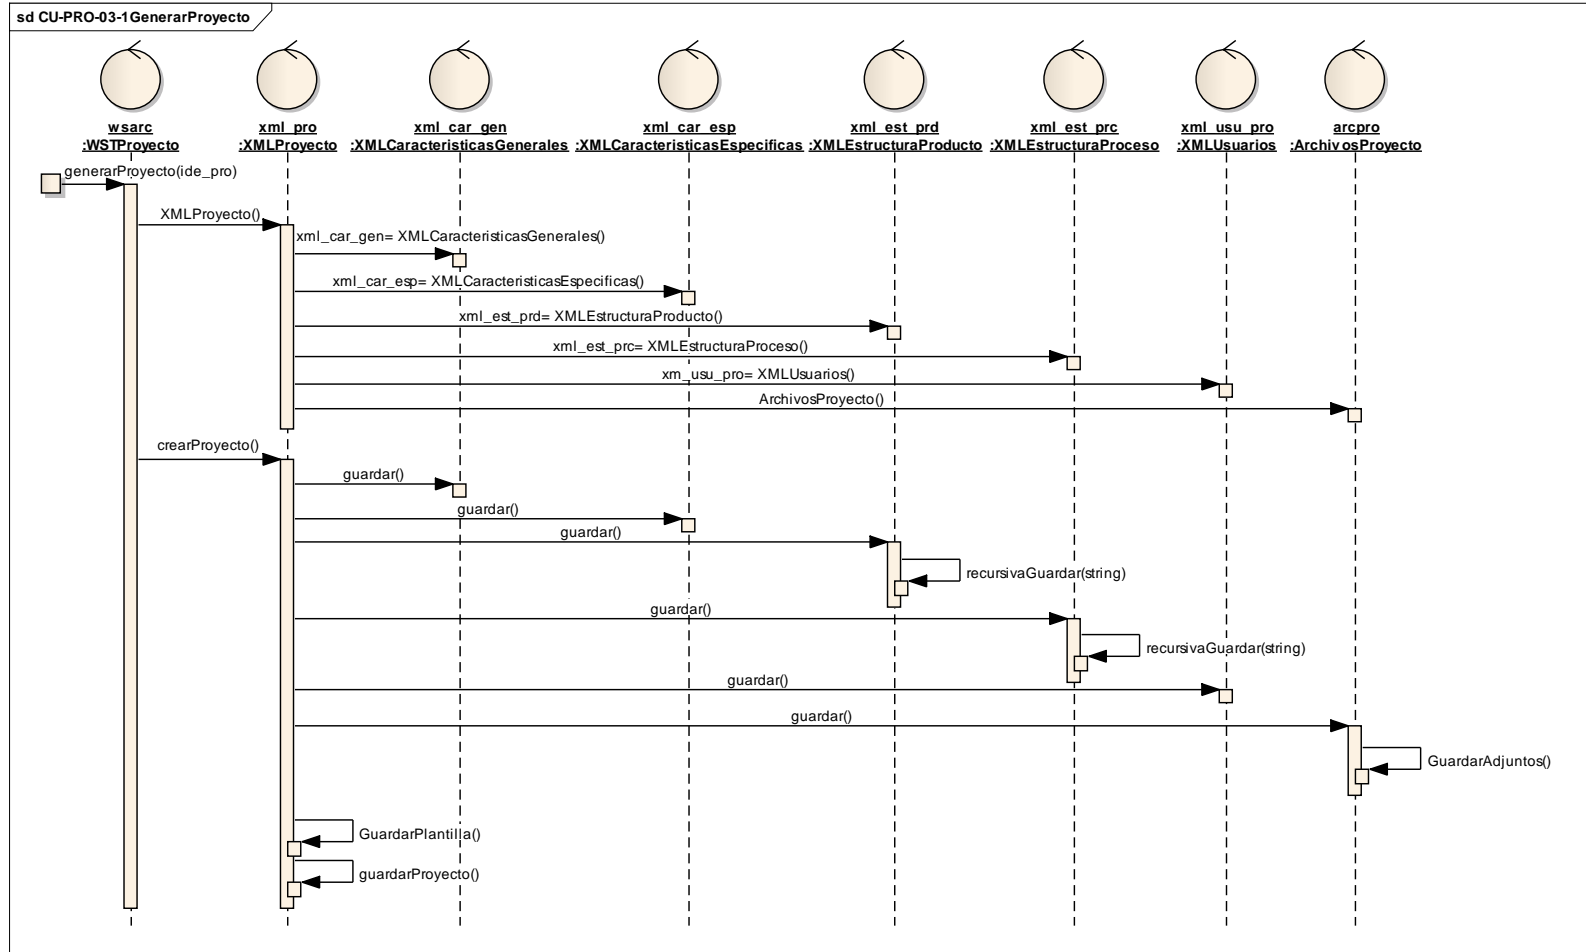 sd CU-PRO-03-1GenerarProyecto
wsarc
:WSTProyecto
xml_pro
:XMLProyecto
xml_car_gen
:XMLCaracteristicasGenerales
xml_car_esp
:XMLCaracteristicasEspecificas
xml_est_prd
:XMLEstructuraProducto
xml_est_prc
:XMLEstructuraProceso
xml_usu_pro
:XMLUsuarios
arcpro
:ArchivosProyecto
generarProyecto(ide_pro)
XMLProyecto()
xml_car_gen= XMLCaracteristicasGenerales()
xml_car_esp= XMLCaracteristicasEspecificas()
xml_est_prd= XMLEstructuraProducto()
xml_est_prc= XMLEstructuraProceso()
xm_usu_pro= XMLUsuarios()
ArchivosProyecto()
crearProyecto()
guardar()
guardar()
guardar()
recursivaGuardar(string)
guardar()
recursivaGuardar(string)
guardar()
guardar()
GuardarAdjuntos()
GuardarPlantilla()
guardarProyecto()